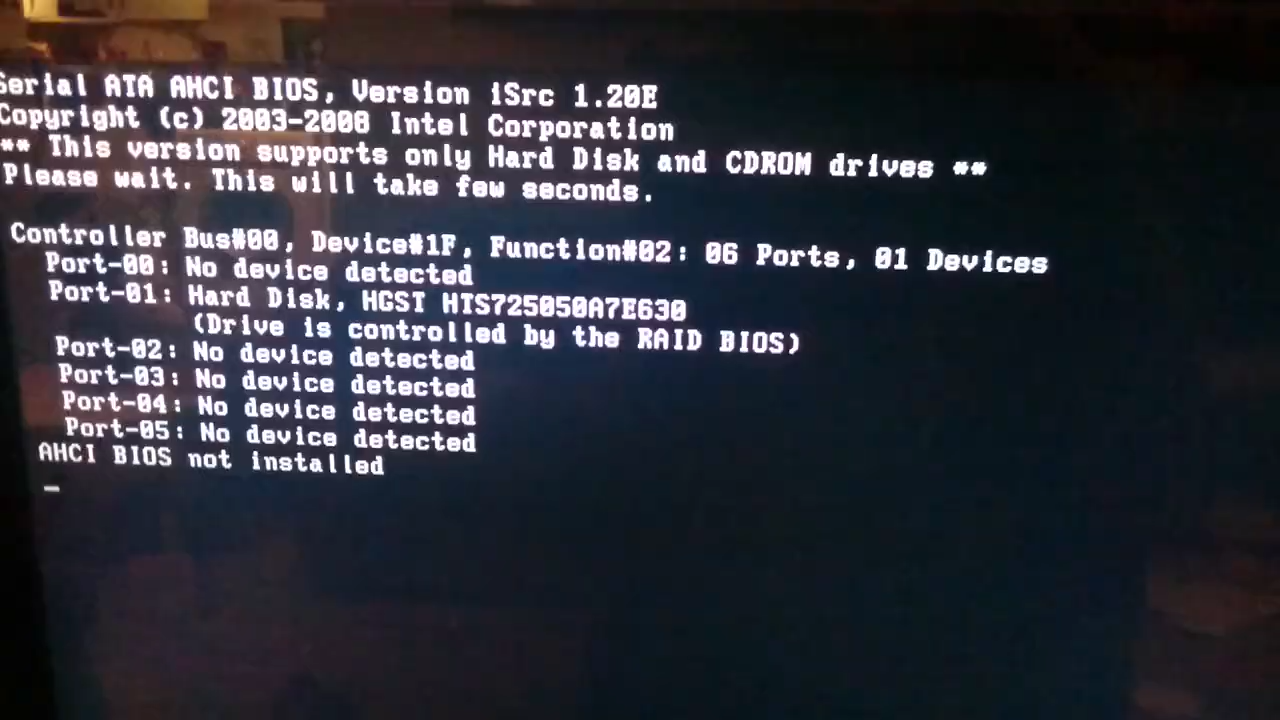 Serial ATA AHCI BIOS, Version iSrc 1.20E
Copyright (c) 2003-2008 Intel Corporation
** This version supports only Hard Disk and CDROM drives **
Please wait. This will take few seconds.
Controller Bus#00, Device#1F, Function#02: 06 Ports, 01 Devices
Port-00: No device detected
Port-01: Hard Disk, HGST HTS725050A7E630
(Drive is controlled by the RAID BIOS)
Port-02: No device detected
Port-03: No device detected
Port-04: No device detected
Port-05: No device detected
AHCI BIOS not installed
_